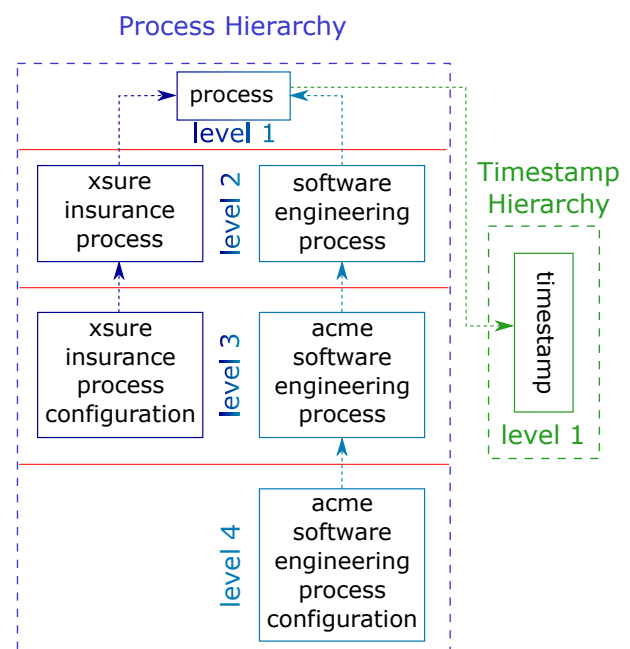 Process Hierarchy
process
level 1
xsure
insurance
process
level 2
software
engineering
process
Timestamp
Hierarchy
timestamp
level 1
xsure
insurance
process
configuration
level 3
acme
software
engineering
process
level 4
acme
software
engineering
process
configuration